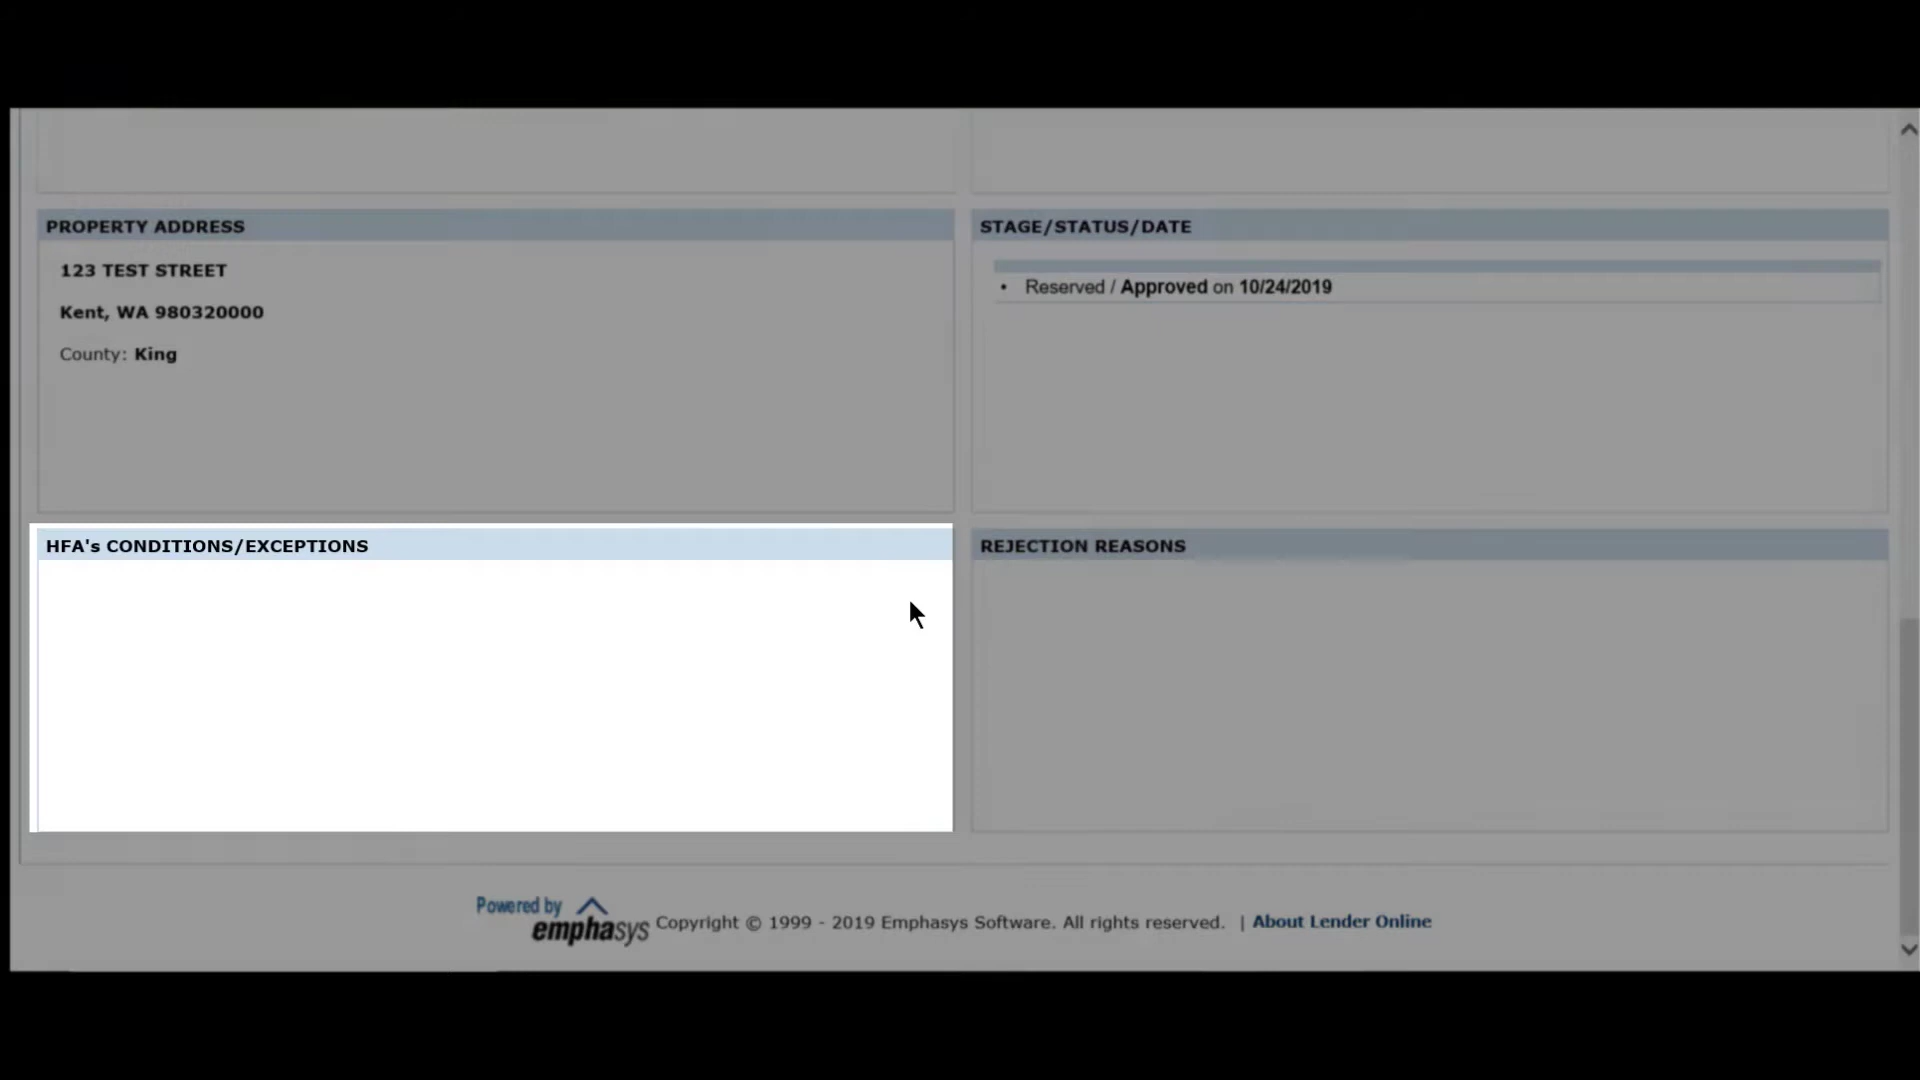 PROPERTY ADDRESS
123 TEST STREET
Kent, WA 980320000
County: King
STAGE/STATUS/DATE
• Reserved / Approved on 10/24/2019
HFA's CONDITIONS/EXCEPTIONS
REJECTION REASONS
Powered by
emphasys
Copyright © 1999 - 2019 Emphasys Software. All rights reserved. | About Lender Online